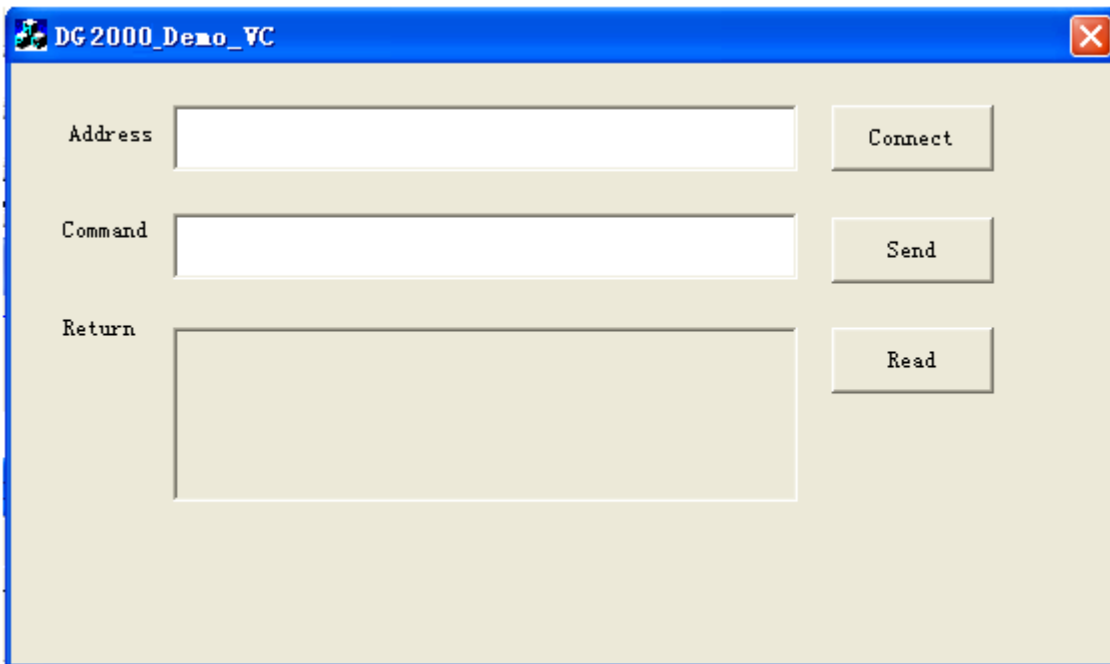 DG2000_Demo_VC
Address
Connect
Command
Send
Return
Read